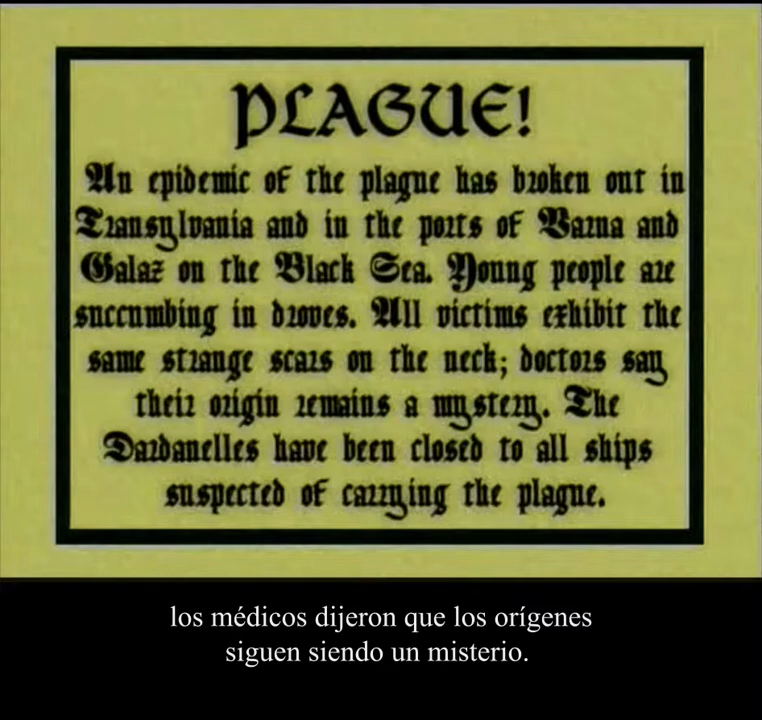 PLAGUE!
An epidemic of the plague has broken out in
Transylvania and in the ports of Varna and
Galaz on the Black Sea. Young people are
succumbing in droves. All victims exhibit the
same strange scars on the neck; doctors say
their origin remains a mystery. The
Dardanelles have been closed to all ships
suspected of carrying the plague.
los médicos dijeron que los orígenes
siguen siendo un misterio.